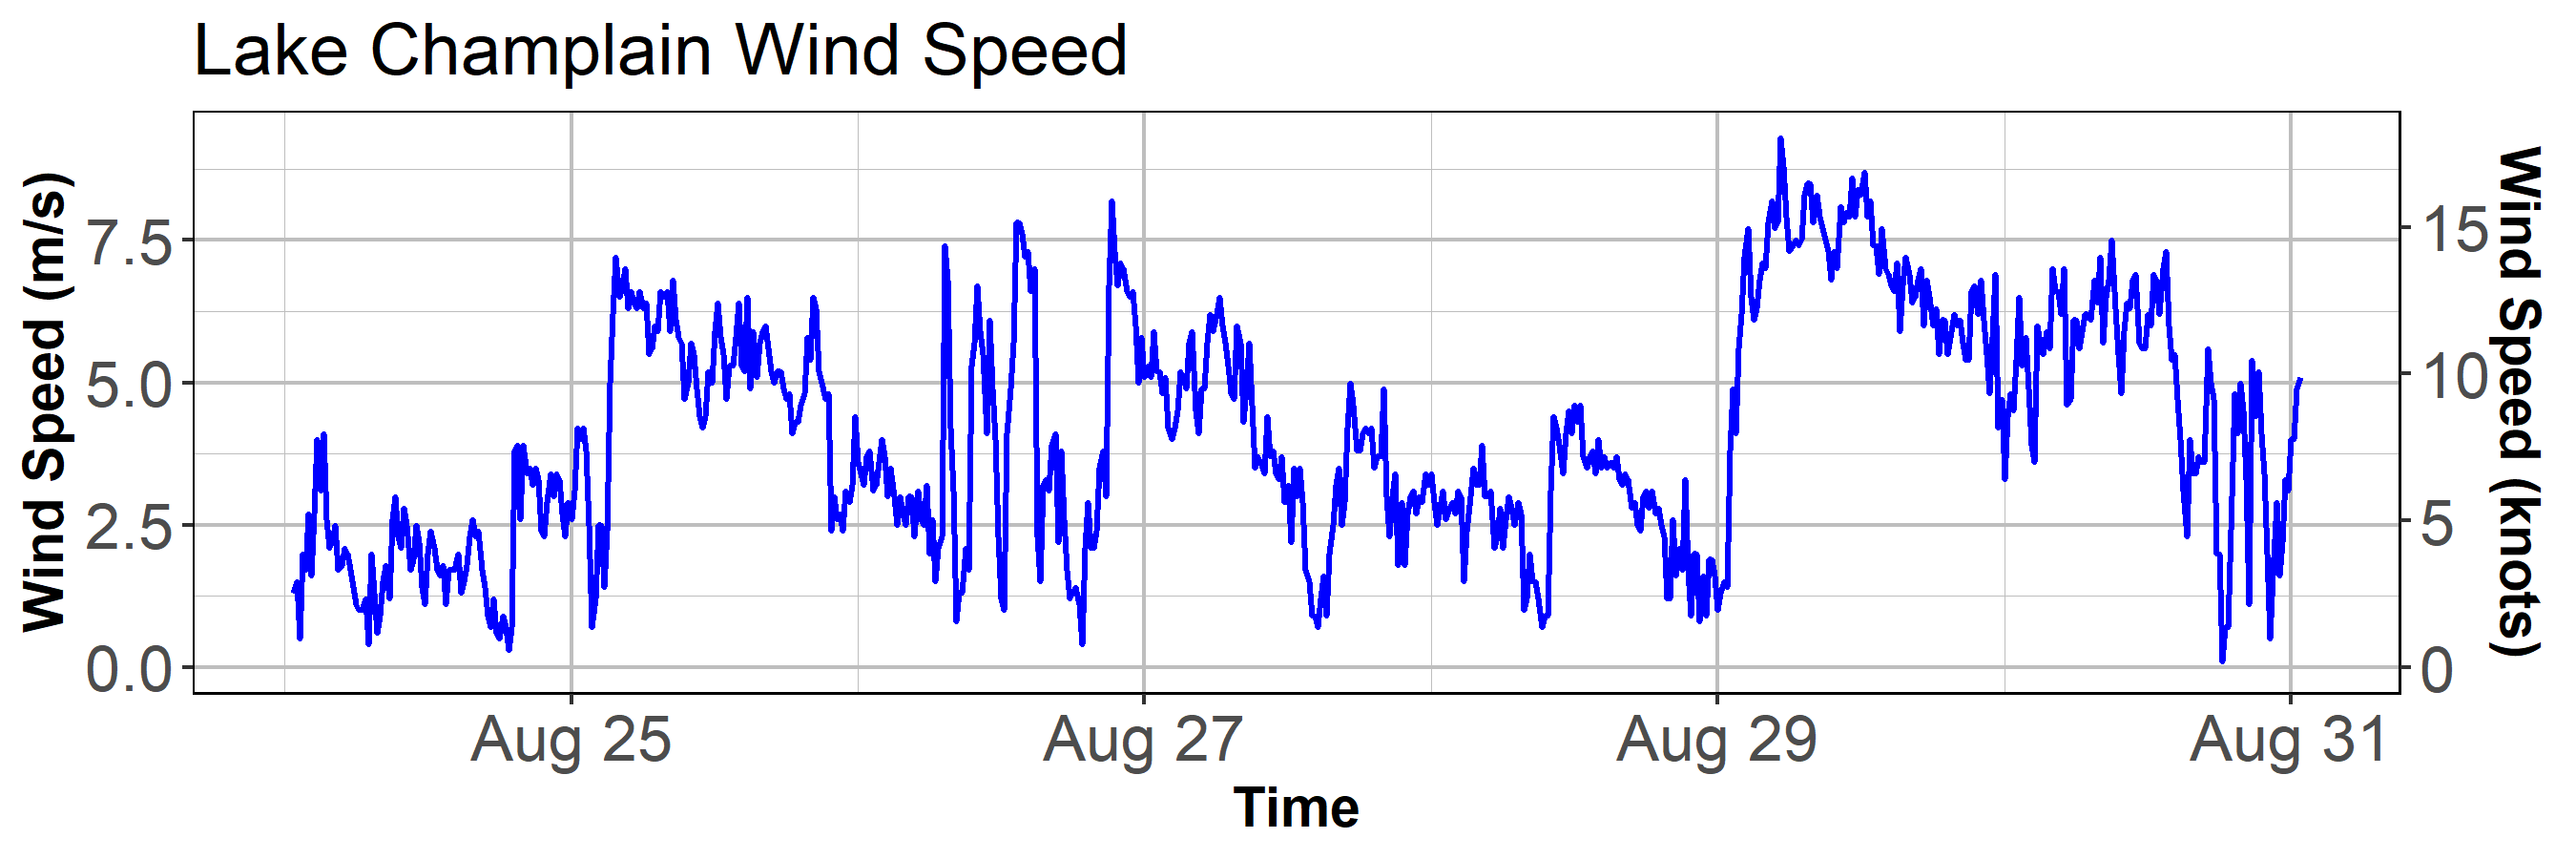 Lake Champlain Wind Speed
Wind Speed (m/s)
7.5
5.0
2.5
0.0
15
10
5
0
Wind Speed (knots)
Aug 25 Aug 27 Aug 29 Aug 31
Time